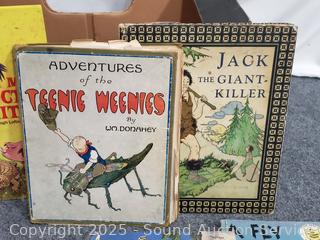 ADVENTURES
of the
TEENIE WEENIES
By
WM. DONAHEY
JACK
THE GIANT-
KILLER
Copyright 2025 - Sound Auction Service